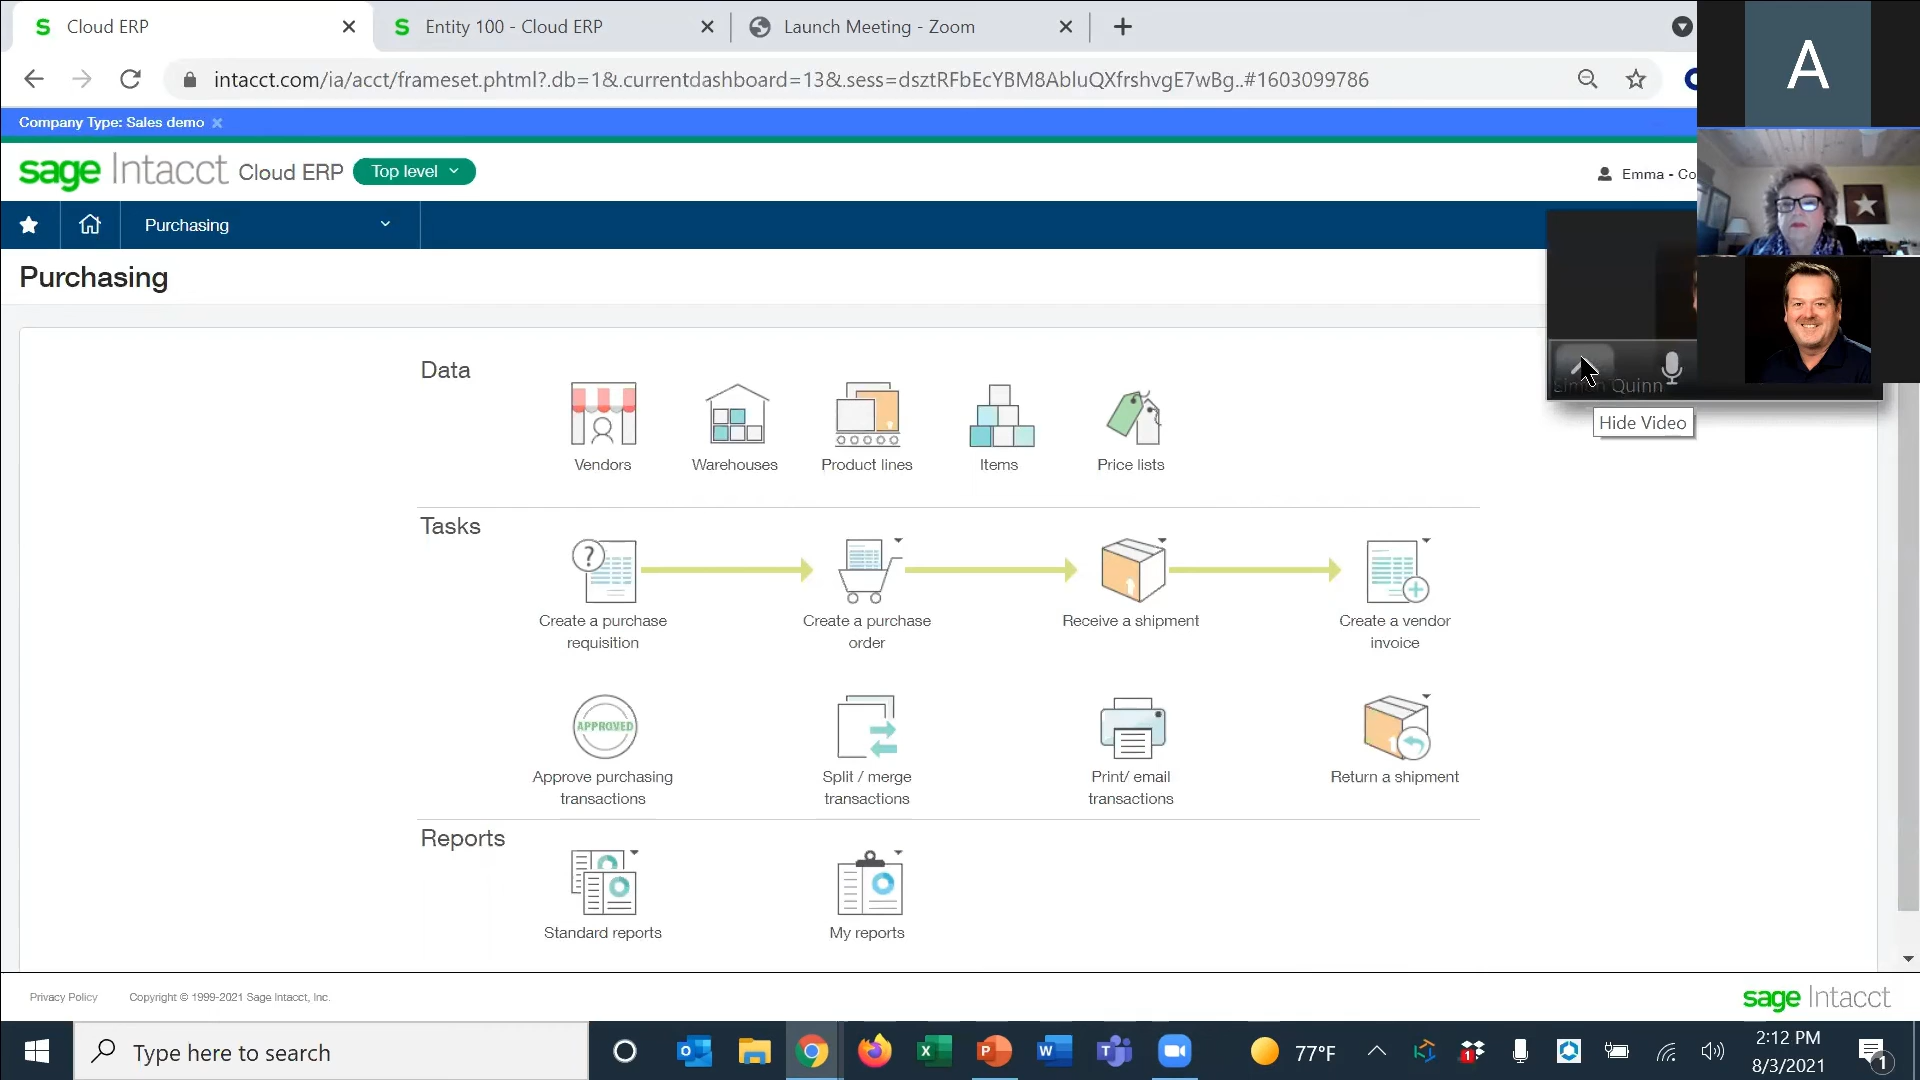 Cloud ERP
Entity 100 - Cloud ERP
Launch Meeting - Zoom
intacct.com/ia/acct/frameset.phtml?.db=1&.currentdashboard=13&.sess=dsztRFbEcYBM8AbluQXfrshvgE7wBg..#1603099786
A
Company Type: Sales demo
sage Intacct Cloud ERP Top level
Emma - Co
Purchasing
Purchasing
Quinn
Hide Video
Data
Vendors Warehouses Product lines Items Price lists
Tasks
?
Create a purchase requisition
Create a purchase order
Receive a shipment
Create a vendor invoice
APPROVED
Approve purchasing transactions
Split / merge transactions
Print/ email transactions
Return a shipment
Reports
Standard reports My reports
Privacy Policy Copyright © 1999-2021 Sage Intacct, Inc.
sage Intacct
Type here to search
77°F
2:12 PM
8/3/2021
1